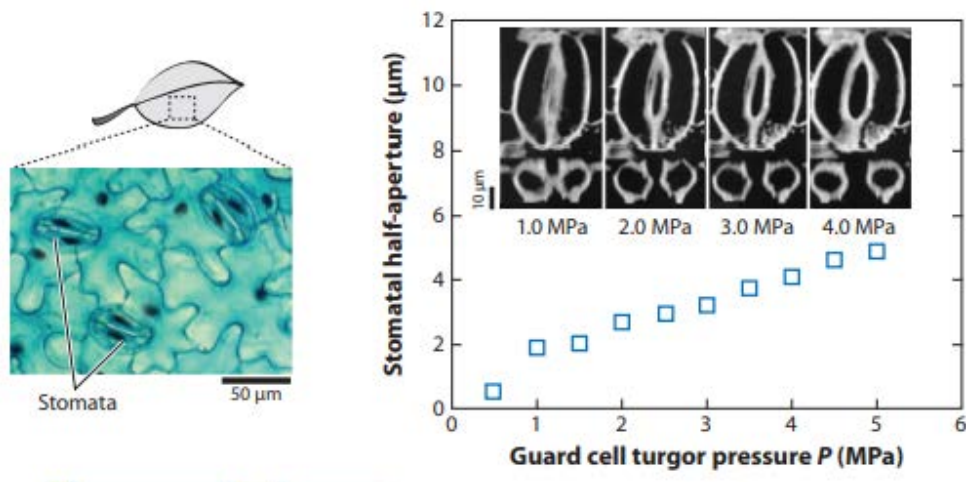 Stomata
50 µm
Stomatal half-aperture (µm)
12
10
8
6
4
2
0
10 µm
1.0 MPa 2.0 MPa 3.0 MPa 4.0 MPa
0 1 2 3 4 5 6
Guard cell turgor pressure P (MPa)